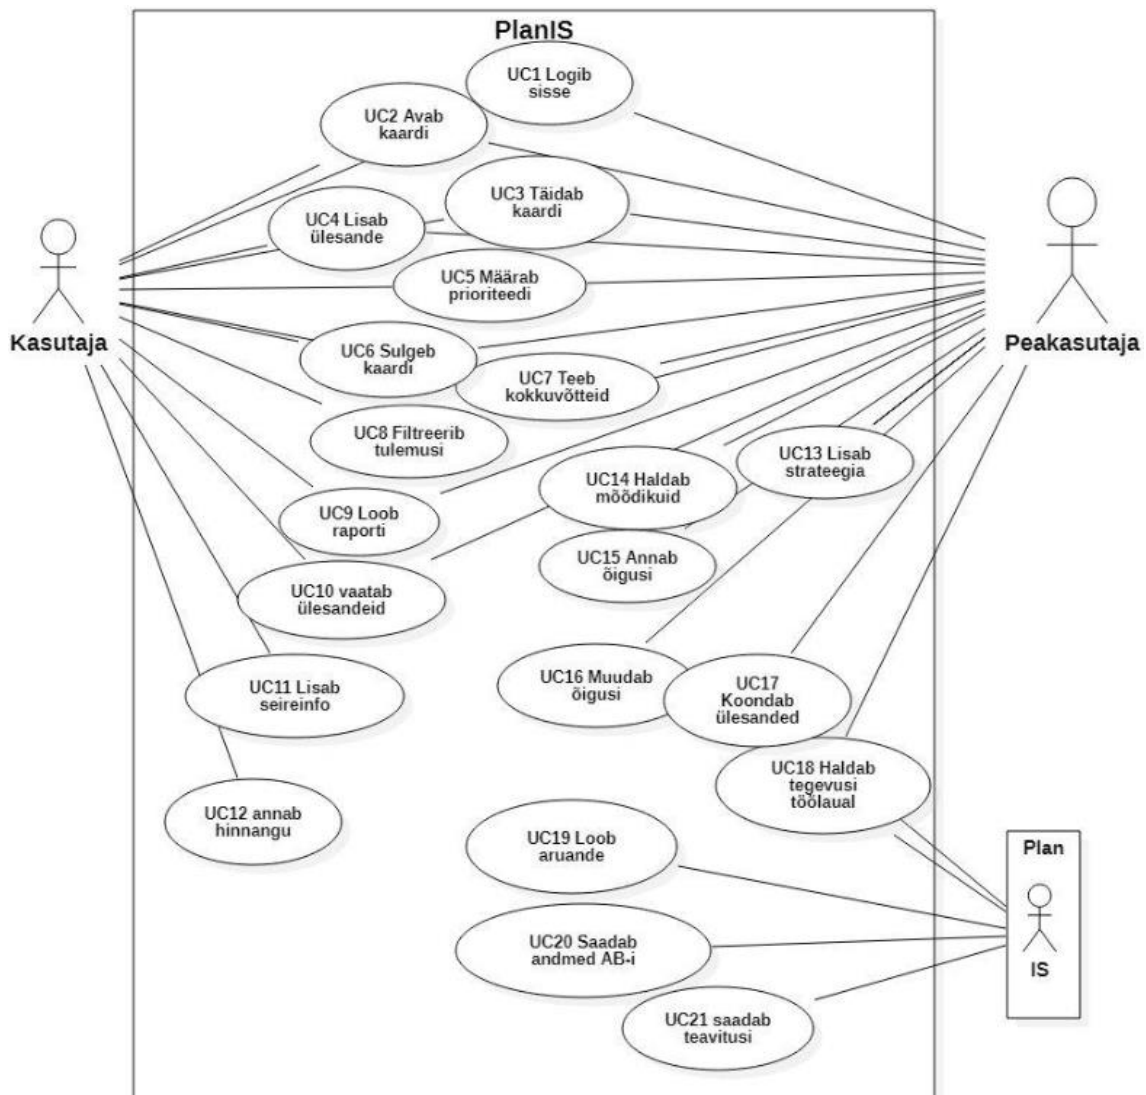 PlanIS
UC1 Logib
sisse
UC2 Avab
kaardi
UC3 Täidab
kaardi
UC4 Lisab
ülesande
UC5 Määrab
prioriteedi
Kasutaja
Peakasutaja
UC6 Sulgeb
kaardi
UC7 Teeb
kokkuvõtteid
UC8 Filtreerib
tulemusi
UC13 Lisab
strateegia
UC14 Haldab
mõõdikuid
UC9 Loob
raporti
UC15 Annab
õigusi
UC10 vaatab
ülesandeid
UC11 Lisab
seireinfo
UC16 Muudab
õigusi
UC17
Koondab
ülesanded
UC18 Haldab
tegevusi
töölaual
UC12 annab
hinnangu
UC19 Loob
aruande
Plan
IS
UC20 Saadab
andmed AB-i
UC21 saadab
teavitusi